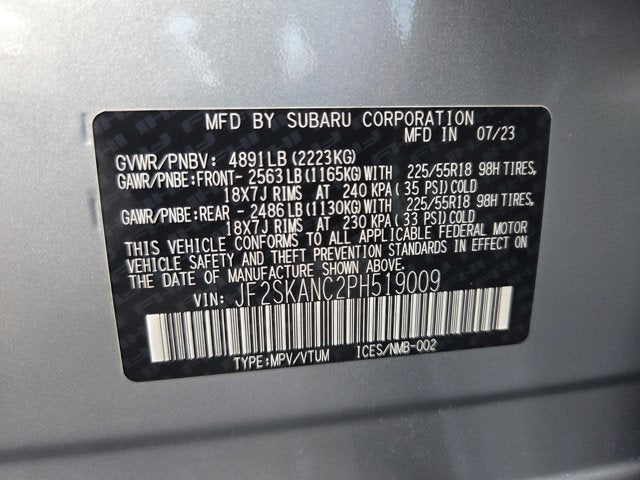 MFD BY SUBARU CORPORATION
MFD IN 07/23
GVWR/PNBV: 4891LB(2223KG)
GAWR/PNBE:FRONT-2563LB(1165KG)WITH 225/55R18 98H TIRES,
18X7J RIMS AT 240 KPA(35 PSI)COLD
GAWR/PNBE:REAR -2486LB(1130KG)WITH 225/55R18 98H TIRES,
18X7J RIMS AT 230 KPA(33 PSI)COLD
THIS VEHICLE CONFORMS TO ALL APPLICABLE FEDERAL MOTOR
VEHICLE SAFETY AND THEFT PREVENTION STANDARDS IN EFFECT ON
THE DATE OF MANUFACTURE SHOWN ABOVE.
VIN: JF2SKANC2PH519009
TYPE:MPV/VTUM ICES/NMB-002